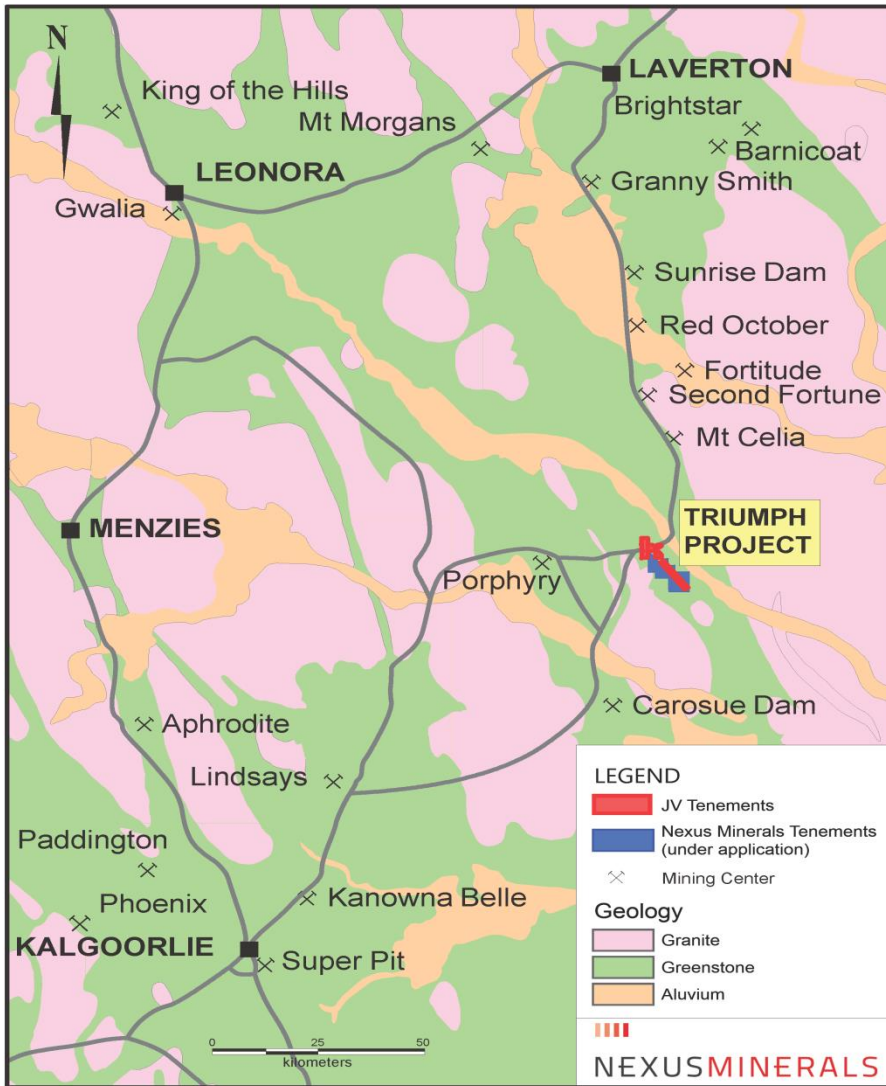 N
King of the Hills
LAVERTON
Brightstar
Mt Morgans
Barnicoat
LEONORA
Granny Smith
Gwalia
Sunrise Dam
Red October
Fortitude
Second Fortune
Mt Celia
MENZIES
TRIUMPH
PROJECT
Porphyry
Carosue Dam
Aphrodite
Lindsays
Paddington
Phoenix
Kanowna Belle
KALGOORLIE
Super Pit
0 25 50
kilometers
LEGEND
JV Tenements
Nexus Minerals Tenements
(under application)
Mining Center
Geology
Granite
Greenstone
Aluvium
NEXUSMINERALS